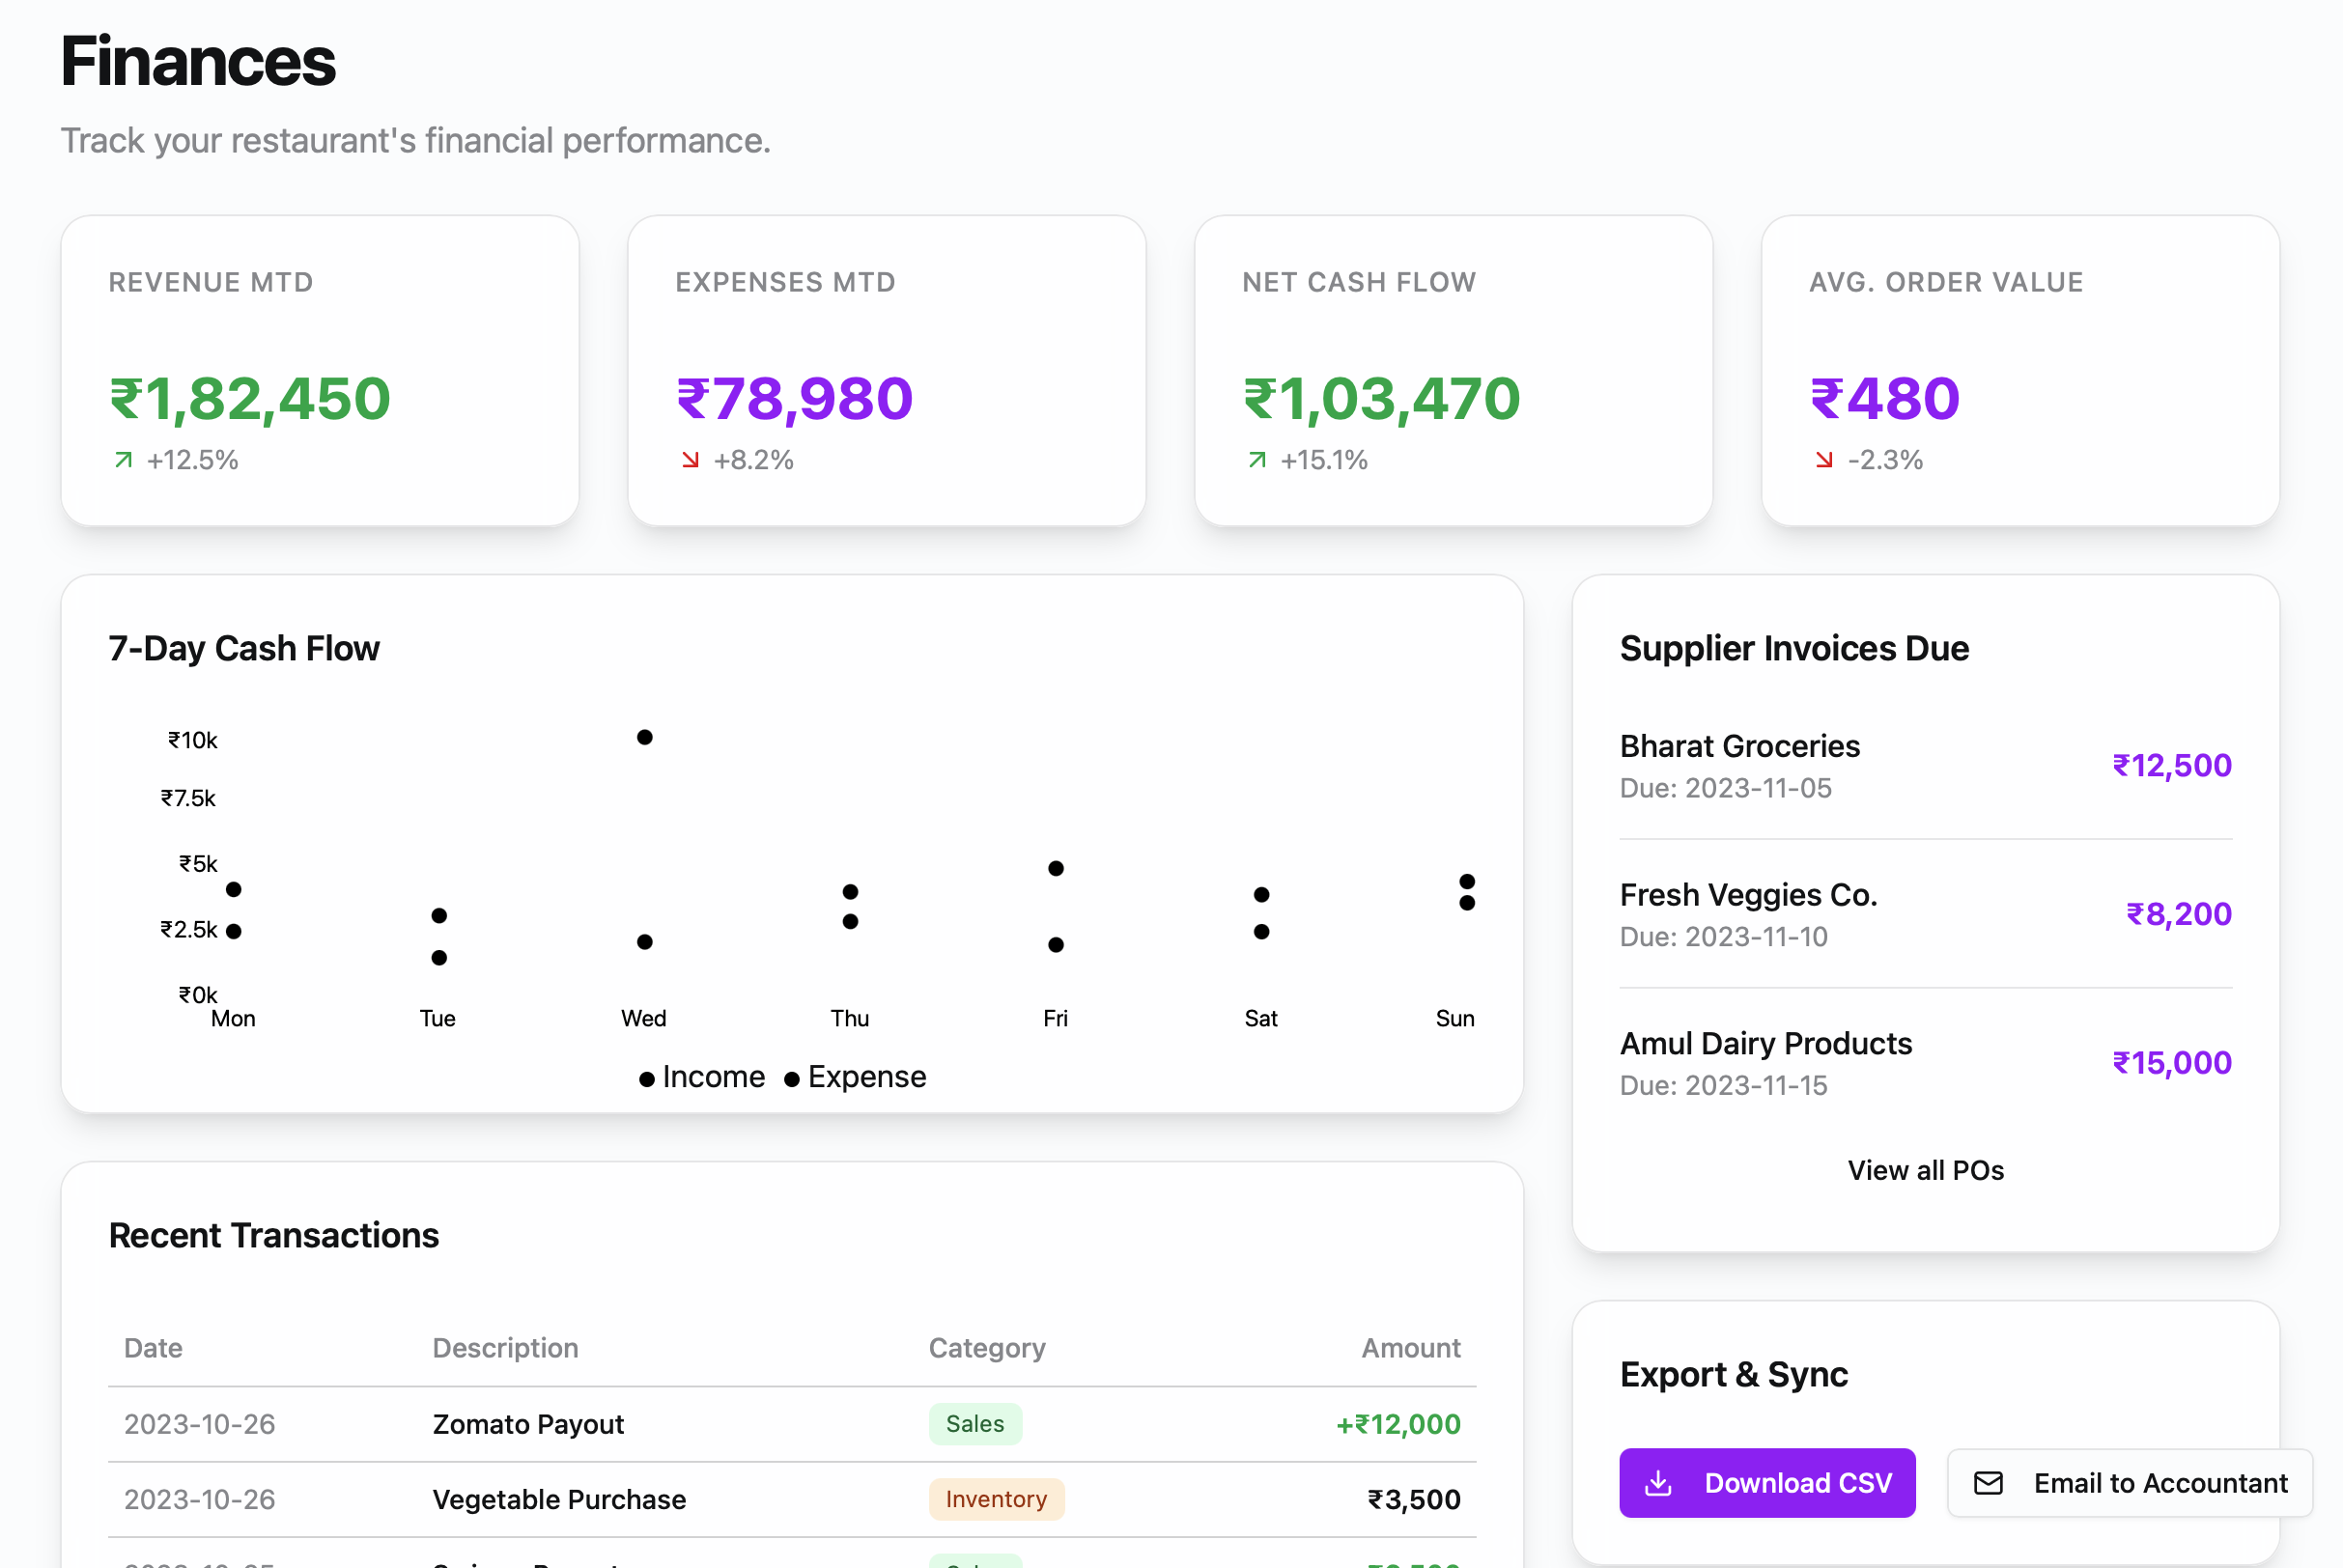 Finances
Track your restaurant's financial performance.
REVENUE MTD
₹1,82,450
+12.5%
EXPENSES MTD
₹78,980
+8.2%
NET CASH FLOW
₹1,03,470
+15.1%
AVG. ORDER VALUE
₹480
-2.3%
7-Day Cash Flow
₹10k
₹7.5k
₹5k
₹2.5k
₹0k
Mon Tue Wed Thu Fri Sat Sun
Income Expense
Supplier Invoices Due
Bharat Groceries
Due: 2023-11-05
₹12,500
Fresh Veggies Co.
Due: 2023-11-10
₹8,200
Amul Dairy Products
Due: 2023-11-15
₹15,000
View all POs
Recent Transactions
Date Description Category Amount
2023-10-26 Zomato Payout Sales +₹12,000
2023-10-26 Vegetable Purchase Inventory ₹3,500
Export & Sync
Download CSV
Email to Accountant